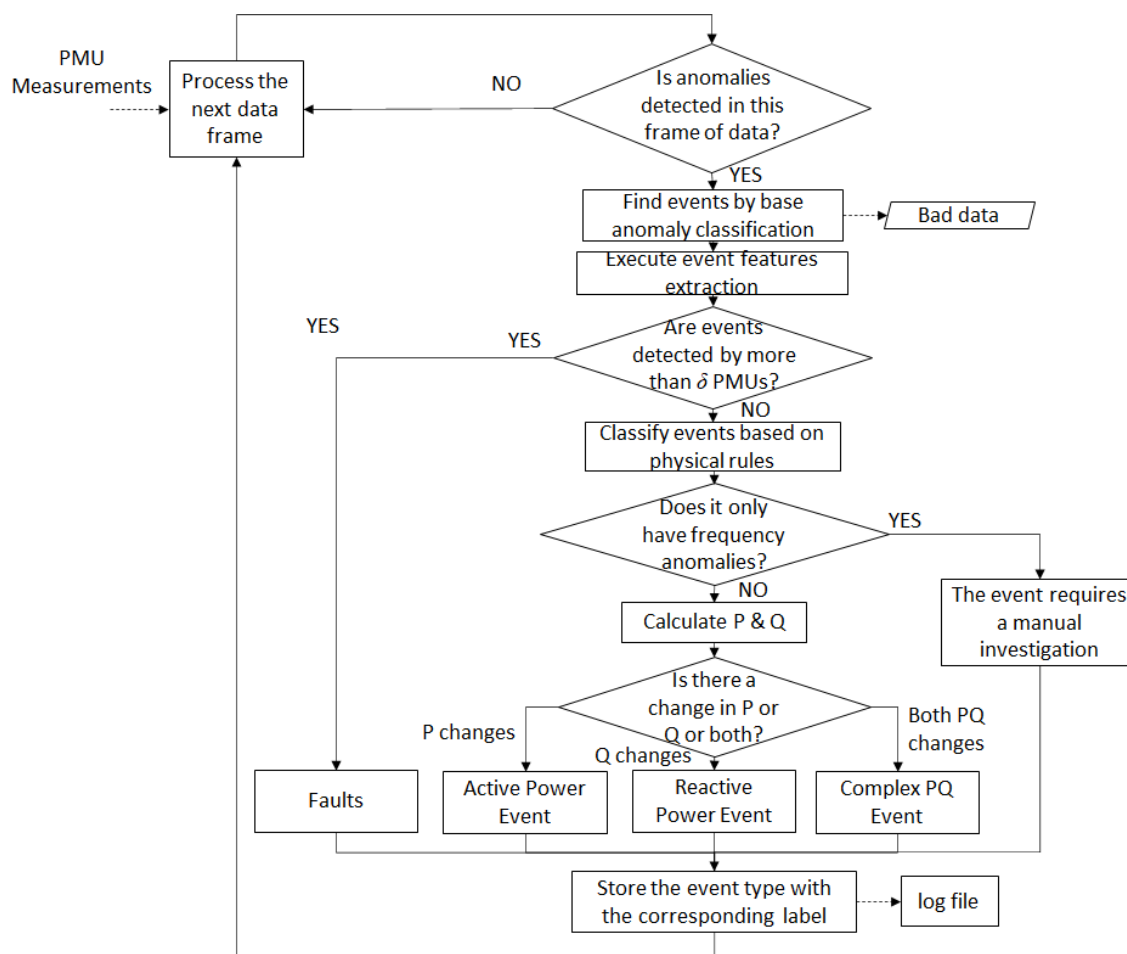 PMU
Measurements
Process the
next data
frame
NO
Is anomalies
detected in this
frame of data?
YES
Find events by base
anomaly classification
Bad data
Execute event features
extraction
YES
YES
Are events
detected by more
than δ PMUs?
NO
Classify events based on
physical rules
Does it only
have frequency
anomalies?
YES
NO
The event requires
a manual
investigation
Calculate P & Q
Is there a
change in P or
Q or both?
P changes
Q changes
Both PQ
changes
Faults
Active Power
Event
Reactive
Power Event
Complex PQ
Event
Store the event type with
the corresponding label
log file